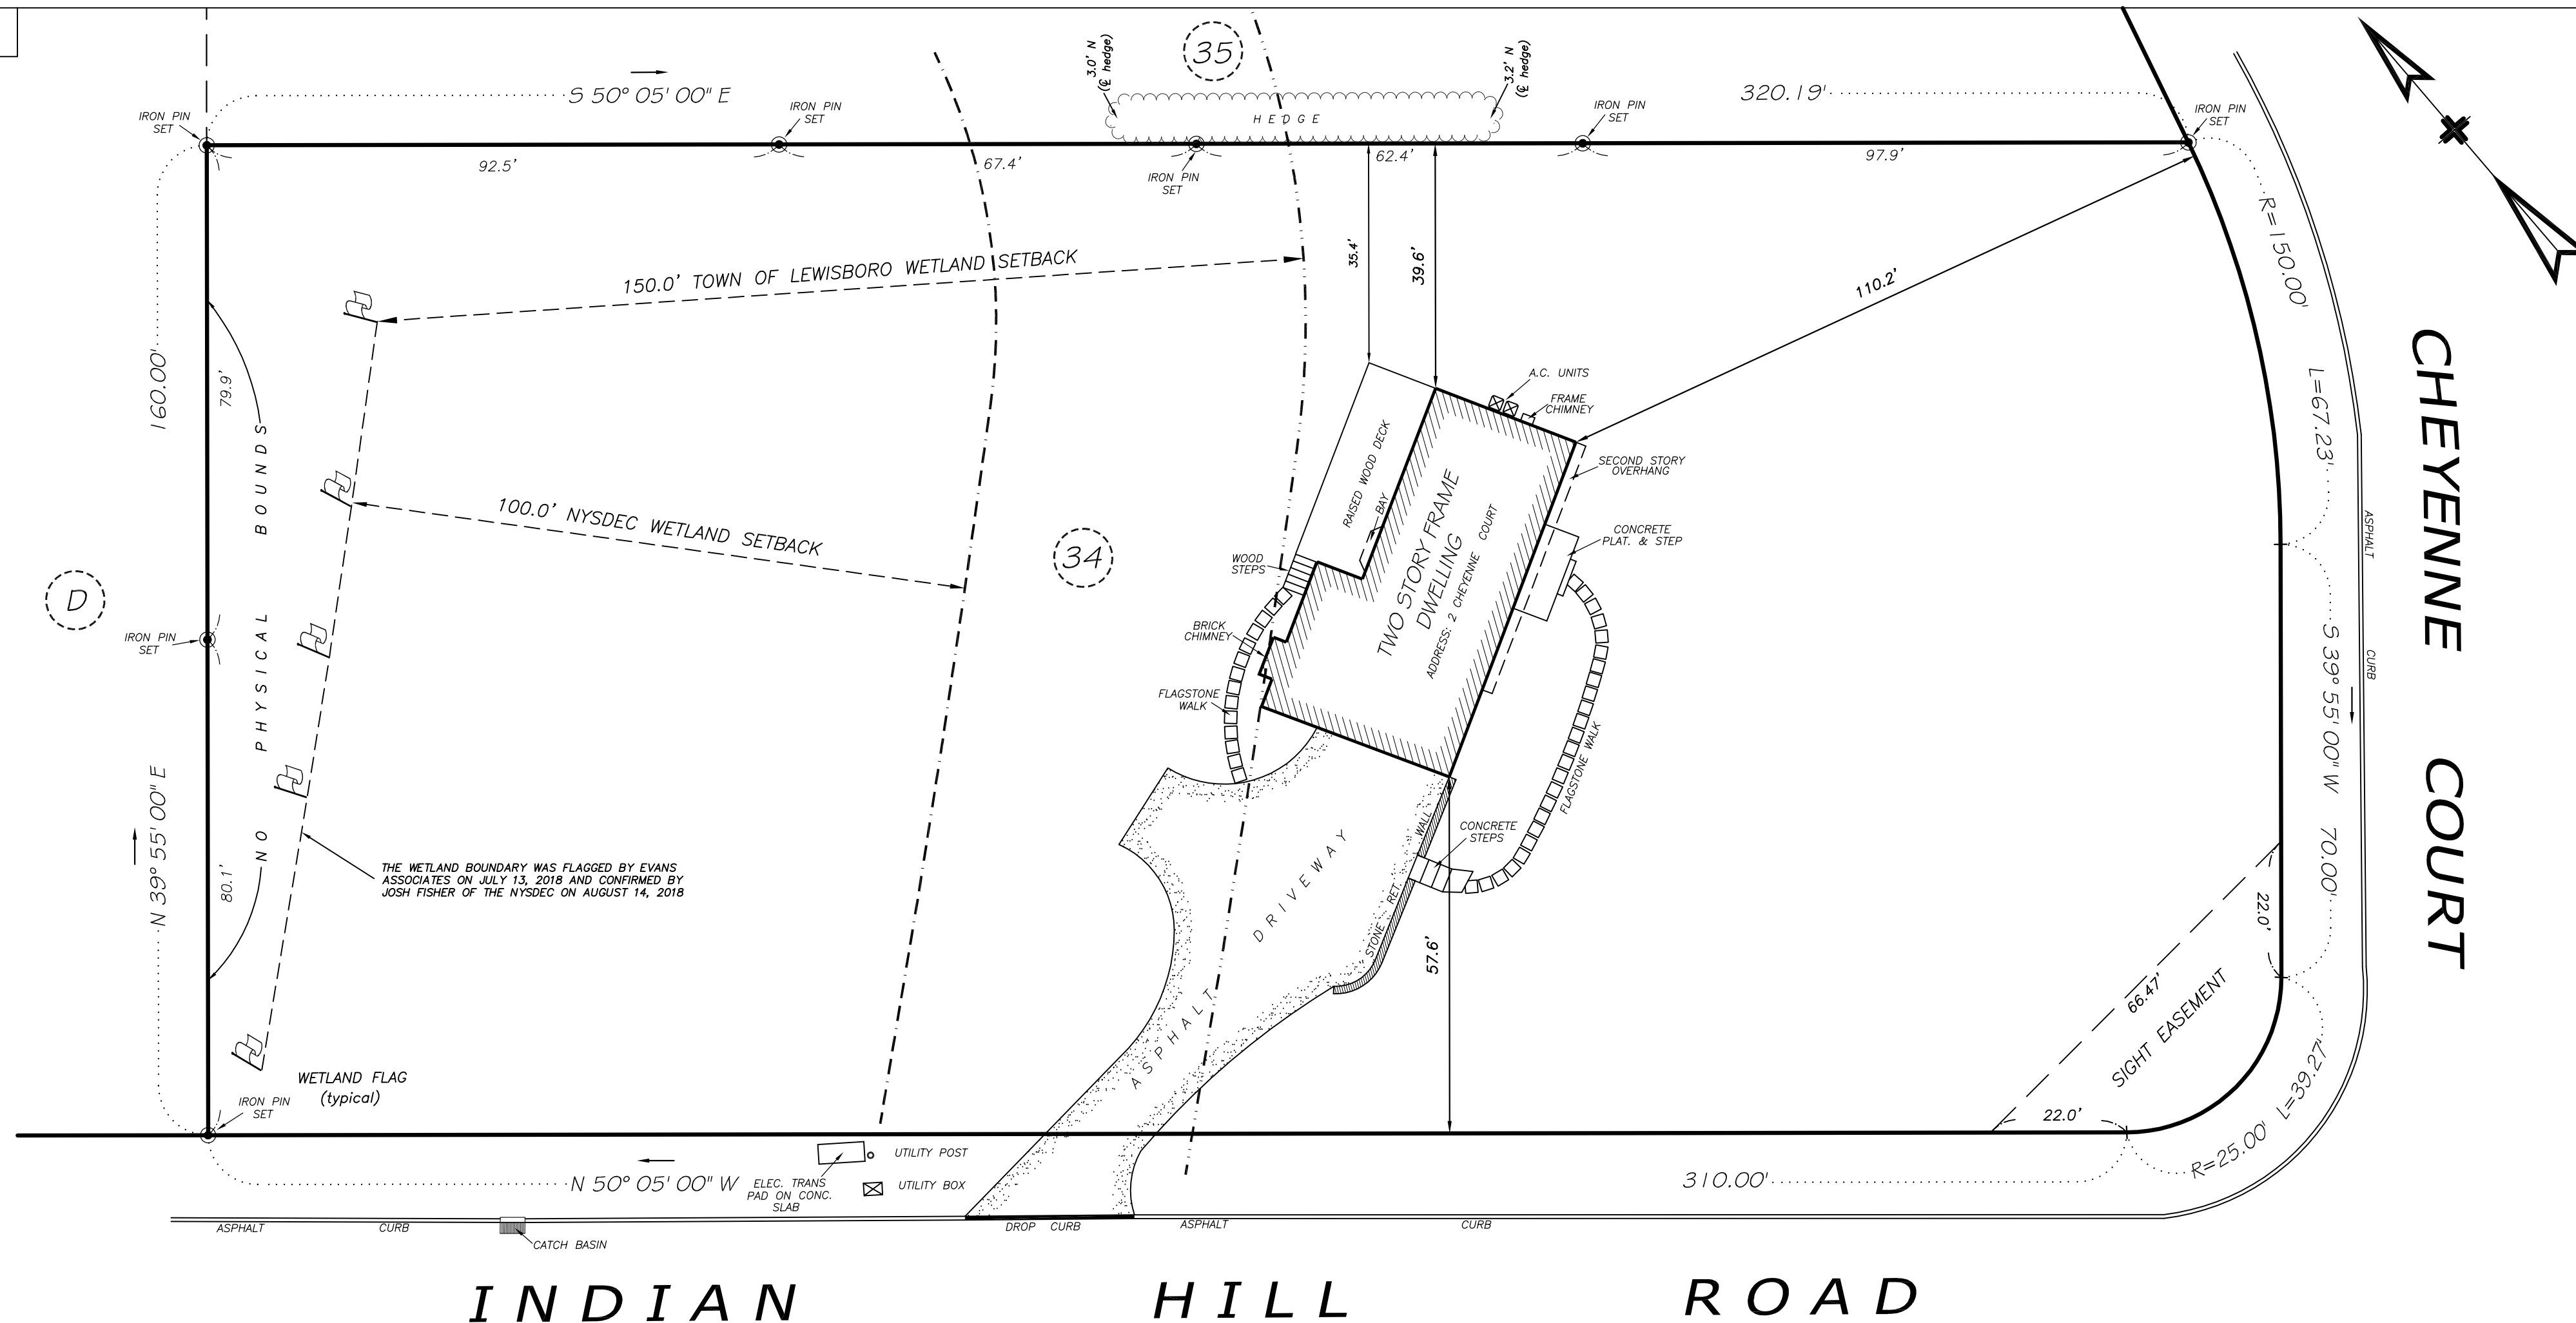 35
3.0' N
(℄ hedge)
3.2' N
(℄ hedge)
HEDGE
S 50° 05' 00" E
320.19'
IRON PIN
SET
IRON PIN
SET
IRON PIN
SET
IRON PIN
SET
IRON PIN
SET
92.5'
67.4'
62.4'
97.9'
R=150.00'
L=67.23'
150.0' TOWN OF LEWISBORO WETLAND SETBACK
35.4'
39.6'
110.2'
160.00'
79.9'
100.0' NYSDEC WETLAND SETBACK
34
D
NO PHYSICAL BOUNDS
A.C. UNITS
FRAME
CHIMNEY
SECOND STORY
OVERHANG
CONCRETE
PLAT. & STEP
RAISED WOOD DECK
BAY
TWO STORY FRAME
DWELLING
ADDRESS: 2 CHEYENNE COURT
WOOD
STEPS
BRICK
CHIMNEY
FLAGSTONE
WALK
FLAGSTONE WALK
CONCRETE
STEPS
STONE RET. WALL
ASPHALT DRIVEWAY
57.6'
IRON PIN
SET
N 39° 55' 00" E
80.1'
THE WETLAND BOUNDARY WAS FLAGGED BY EVANS
ASSOCIATES ON JULY 13, 2018 AND CONFIRMED BY
JOSH FISHER OF THE NYSDEC ON AUGUST 14, 2018
WETLAND FLAG
(typical)
IRON PIN
SET
CHEYENNE COURT
ASPHALT CURB
S 39° 55' 00" W 70.00'
22.0'
66.47'
SIGHT EASEMENT
22.0'
R=25.00' L=39.27'
310.00'
N 50° 05' 00" W
ELEC. TRANS
PAD ON CONC.
SLAB
UTILITY POST
UTILITY BOX
ASPHALT CURB
CATCH BASIN
DROP CURB
ASPHALT CURB
INDIAN HILL ROAD